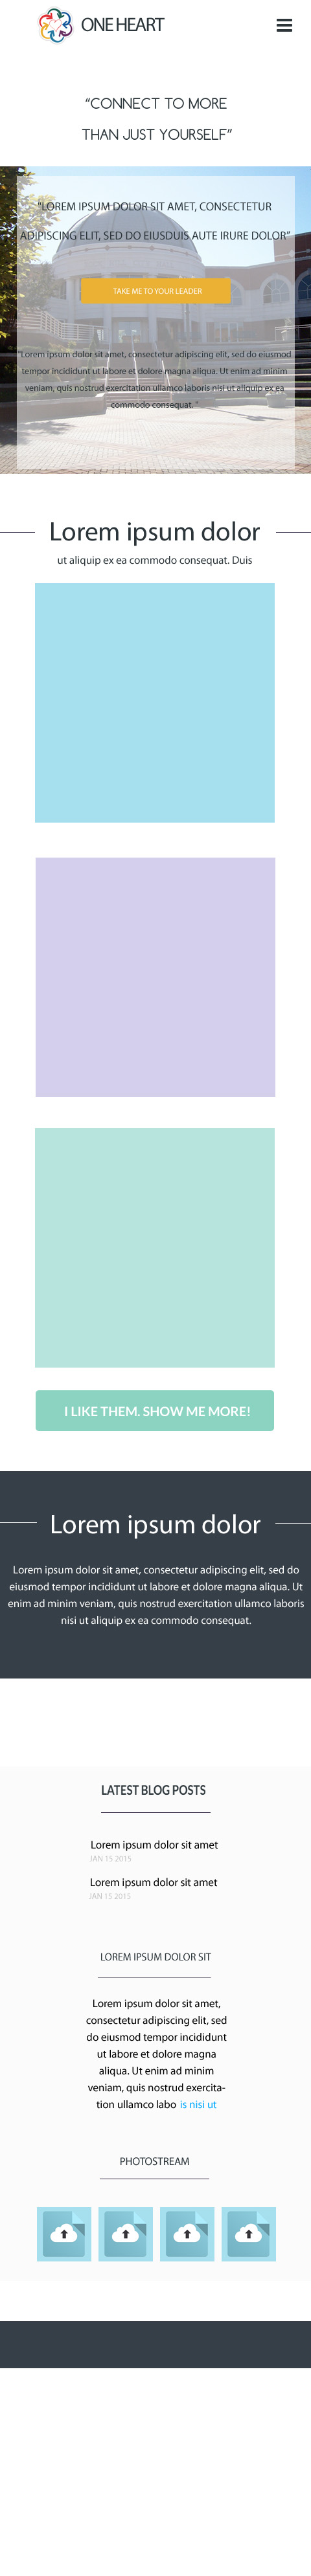 ONE HEART
“CONNECT TO MORE
THAN JUST YOURSELF”
"LOREM IPSUM DOLOR SIT AMET, CONSECTETUR
ADIPISCING ELIT, SED DO EIUSDUIS AUTE IRURE DOLOR”
TAKE ME TO YOUR LEADER
"Lorem ipsum dolor sit amet, consectetur adipiscing elit, sed do eiusmod
tempor incididunt ut labore et dolore magna aliqua. Ut enim ad minim
veniam, quis nostrud exercitation ullamco laboris nisi ut aliquip ex ea
commodo consequat. "
Lorem ipsum dolor
ut aliquip ex ea commodo consequat. Duis
I LIKE THEM. SHOW ME MORE!
Lorem ipsum dolor
Lorem ipsum dolor sit amet, consectetur adipiscing elit, sed do
eiusmod tempor incididunt ut labore et dolore magna aliqua. Ut
enim ad minim veniam, quis nostrud exercitation ullamco laboris
nisi ut aliquip ex ea commodo consequat.
LATEST BLOG POSTS
Lorem ipsum dolor sit amet
JAN 15 2015
Lorem ipsum dolor sit amet
JAN 15 2015
LOREM IPSUM DOLOR SIT
Lorem ipsum dolor sit amet,
consectetur adipiscing elit, sed
do eiusmod tempor incididunt
ut labore et dolore magna
aliqua. Ut enim ad minim
veniam, quis nostrud exercita-
tion ullamco labo is nisi ut
PHOTOSTREAM